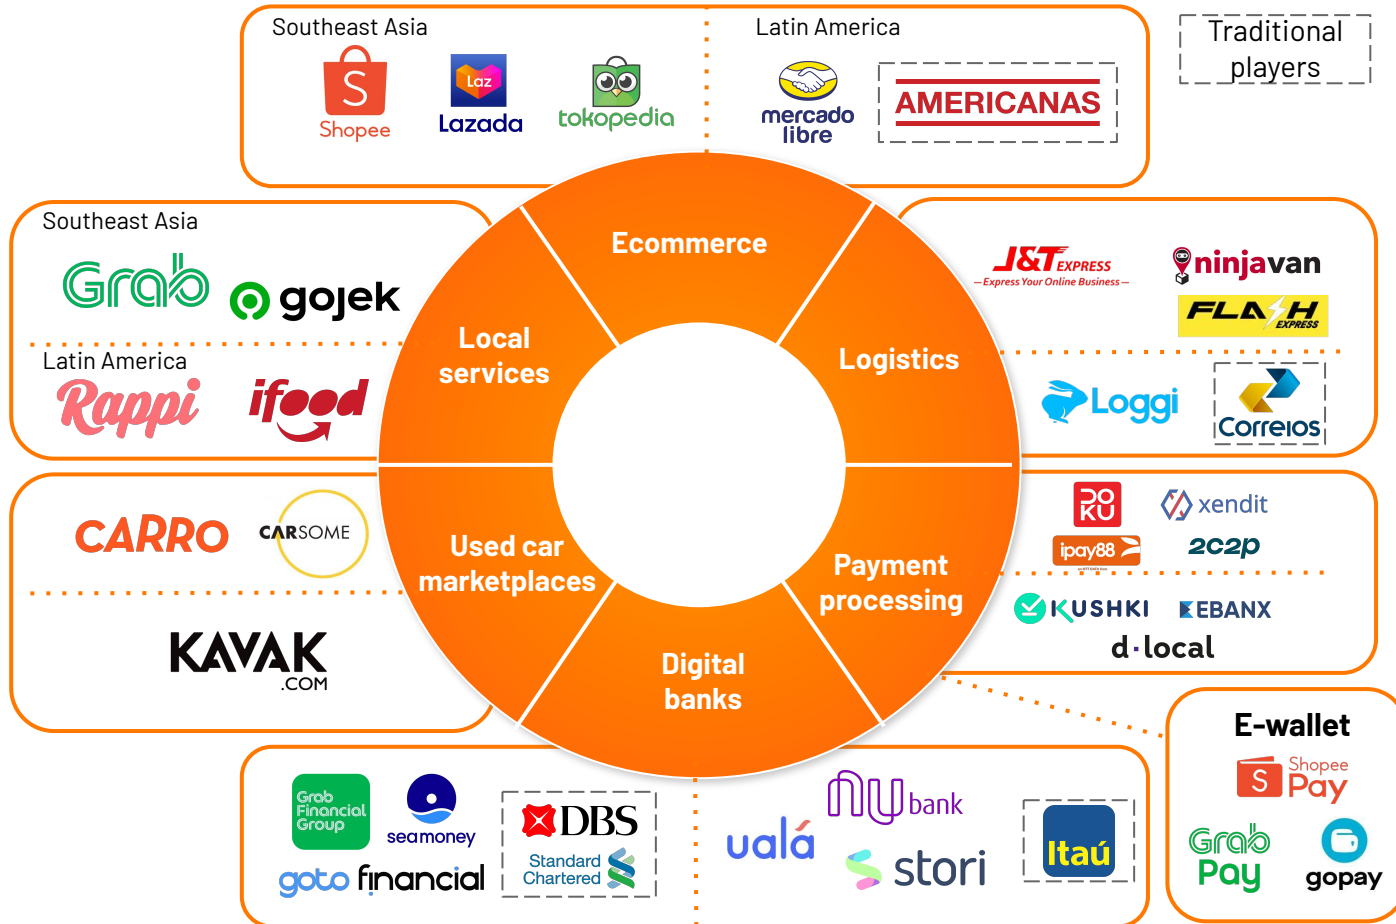 Southeast Asia
Latin America
Traditional
players
S
Shopee
Laz
Lazada
tokopedia
mercado
libre
AMERICANAS
Southeast Asia
Grab
gojek
Latin America
Rappi
ifood
Ecommerce
Local
services
Logistics
J&T EXPRESS
Express Your Online Business
ninjavan
FLASH
EXPRESS
Loggi
Correios
CARRO
CARSOME
KAVAK
.COM
Used car
marketplaces
Payment
processing
Digital
banks
DOKU
xendit
ipay88
2c2p
KUSHKI
EBANX
d·local
E-wallet
S
Shopee
Pay
Grab
Pay
gopay
Grab
Financial
Group
seamoney
DBS
goto financial
Standard
Chartered
nu bank
ualá
stori
Itaú